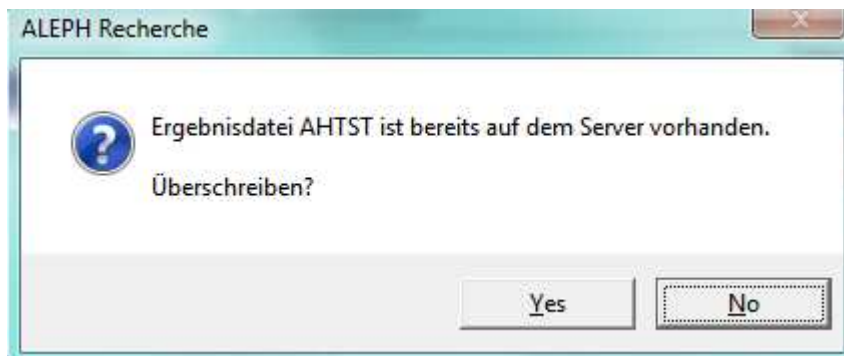 ALEPH Recherche
Ergebnisdatei AHTST ist bereits auf dem Server vorhanden.
Überschreiben?
Yes No